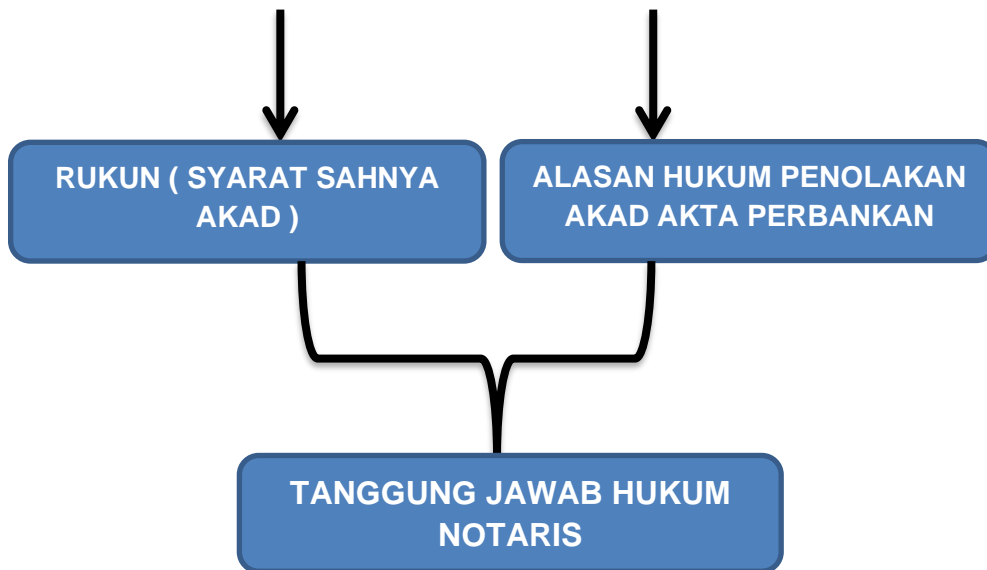 RUKUN ( SYARAT SAHNYA
AKAD )
ALASAN HUKUM PENOLAKAN
AKAD AKTA PERBANKAN
TANGGUNG JAWAB HUKUM
NOTARIS